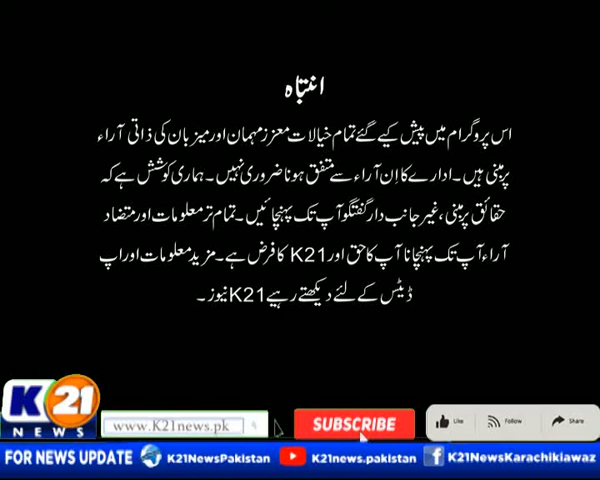 انتباہ
اس پروگرام میں پیش کیے گئے تمام خیالات معزز مہمان اور میزبان کی ذاتی آراء
پر مبنی ہیں۔ ادارے کا اِن آراء سے متفق ہونا ضروری نہیں۔ ہماری کوشش ہے کہ
حقائق پر مبنی، غیر جانب دار گفتگو آپ تک پہنچائیں۔ تمام تر معلومات اور متضاد
آراء آپ تک پہنچانا آپ کا حق اور K21 کا فرض ہے۔ مزید معلومات اور اپ
ڈیٹس کے لئے دیکھتے رہیے K21 نیوز۔
K21
NEWS
www.K21news.pk
SUBSCRIBE
Like
Follow
Share
FOR NEWS UPDATE
K21NewsPakistan
K21news.pakistan
K21NewsKarachikiawaz